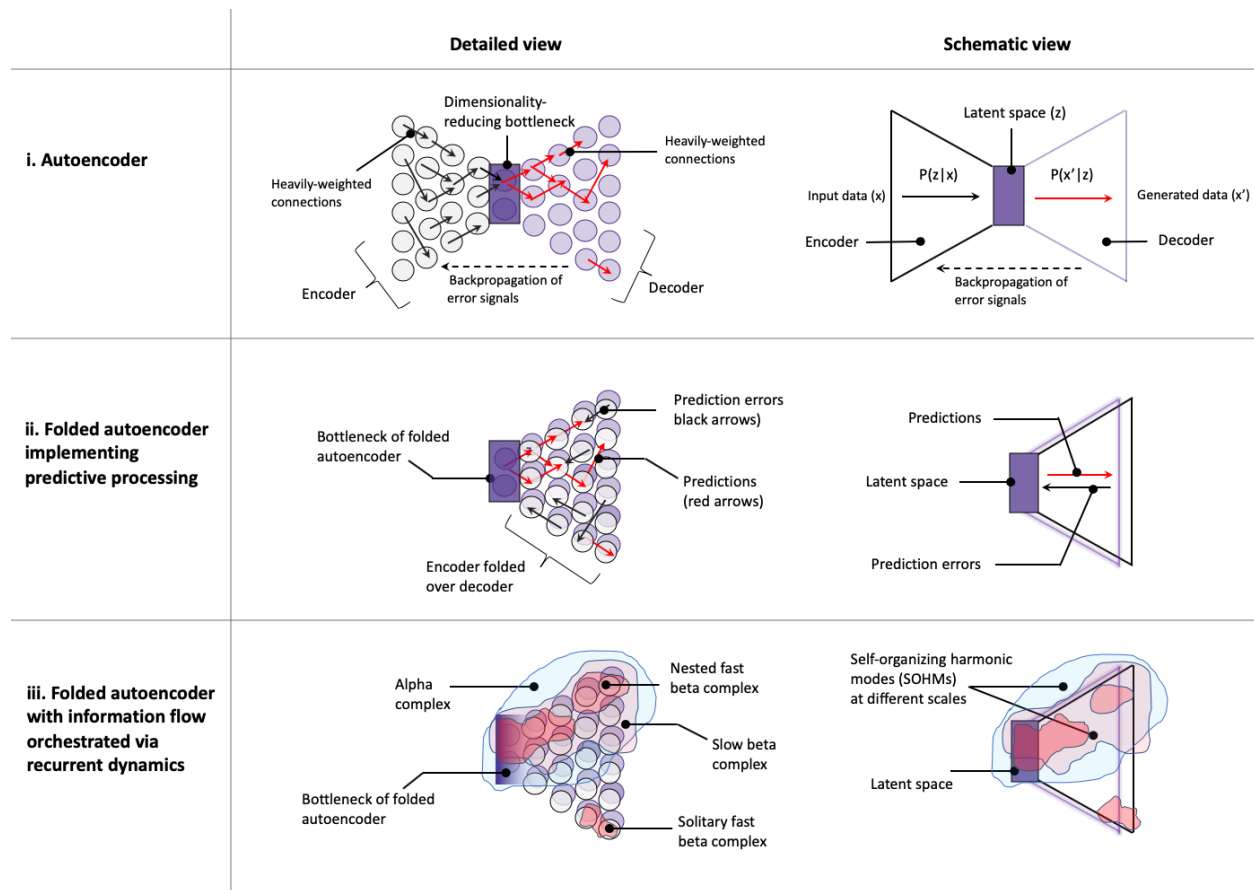 Detailed view
Schematic view
i. Autoencoder
Dimensionality-
reducing bottleneck
Heavily-weighted
connections
Heavily-weighted
connections
Encoder
Backpropagation of
error signals
Decoder
Latent space (z)
P(z|x)
P(x'|z)
Input data (x)
Generated data (x')
Encoder
Decoder
Backpropagation of
error signals
ii. Folded autoencoder
implementing
predictive processing
Bottleneck of folded
autoencoder
Prediction errors
black arrows)
Predictions
(red arrows)
Encoder folded
over decoder
Predictions
Latent space
Prediction errors
iii. Folded autoencoder
with information flow
orchestrated via
recurrent dynamics
Alpha
complex
Nested fast
beta complex
Slow beta
complex
Bottleneck of folded
autoencoder
Solitary fast
beta complex
Self-organizing harmonic
modes (SOHMs)
at different scales
Latent space